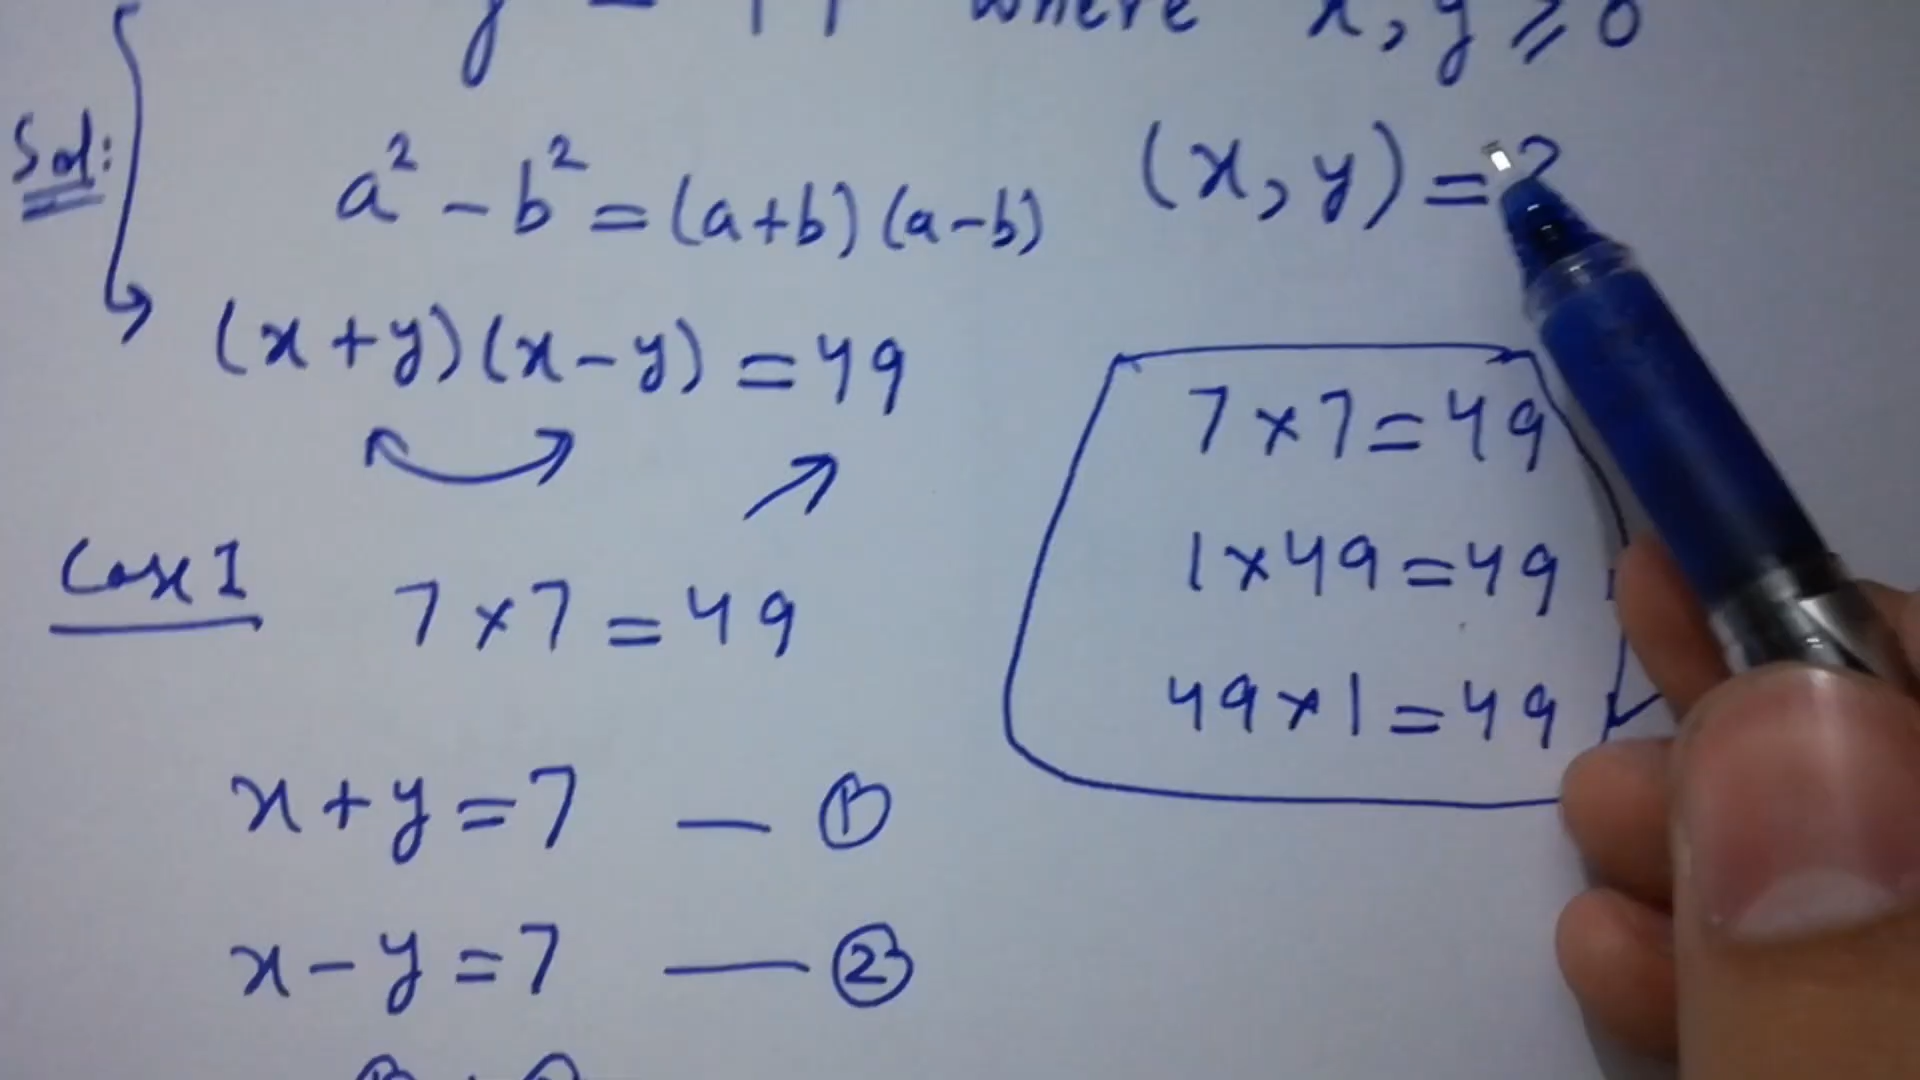 y = 49 where x, y ≥ 0
Sol:
a² - b² = (a+b) (a-b)
(x, y) = ?
(x+y)(x-y) = 49
7 × 7 = 49
1 × 49 = 49
49 × 1 = 49
Case I
7 × 7 = 49
x + y = 7 — ①
x - y = 7 — ②